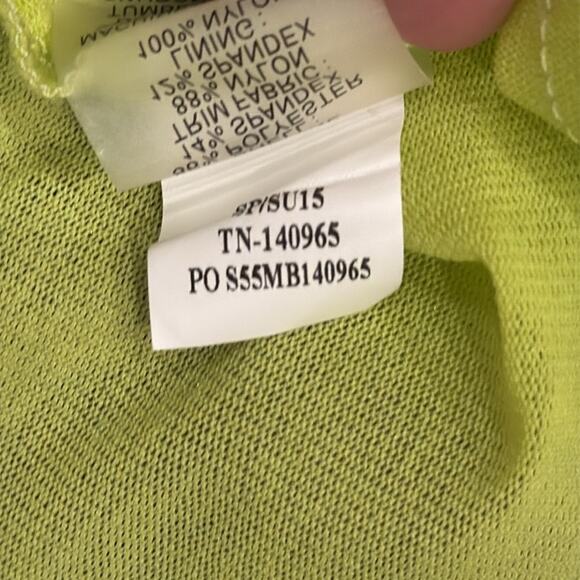 SP/SU15
TN-140965
PO S55MB140965
POLYESTER
14% SPANDEX
TRIM FABRIC:
88% NYLON
12% SPANDEX
LINING:
100% NYLON